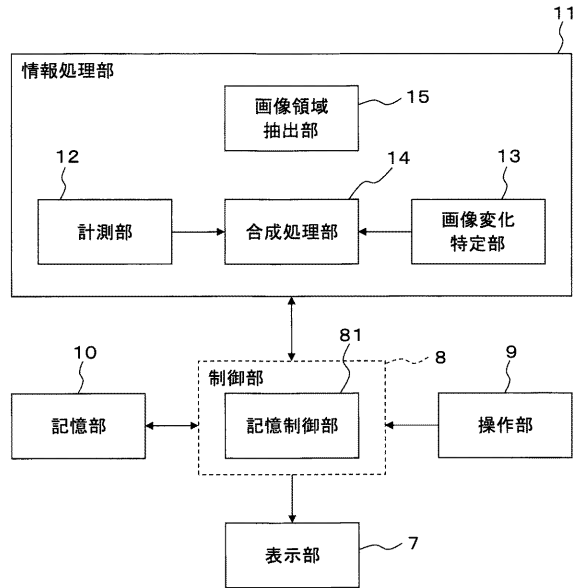 11
情報処理部
画像領域
抽出部
15
12
計測部
14
合成処理部
13
画像変化
特定部
10
記憶部
制御部
81
記憶制御部
8
9
操作部
表示部
7